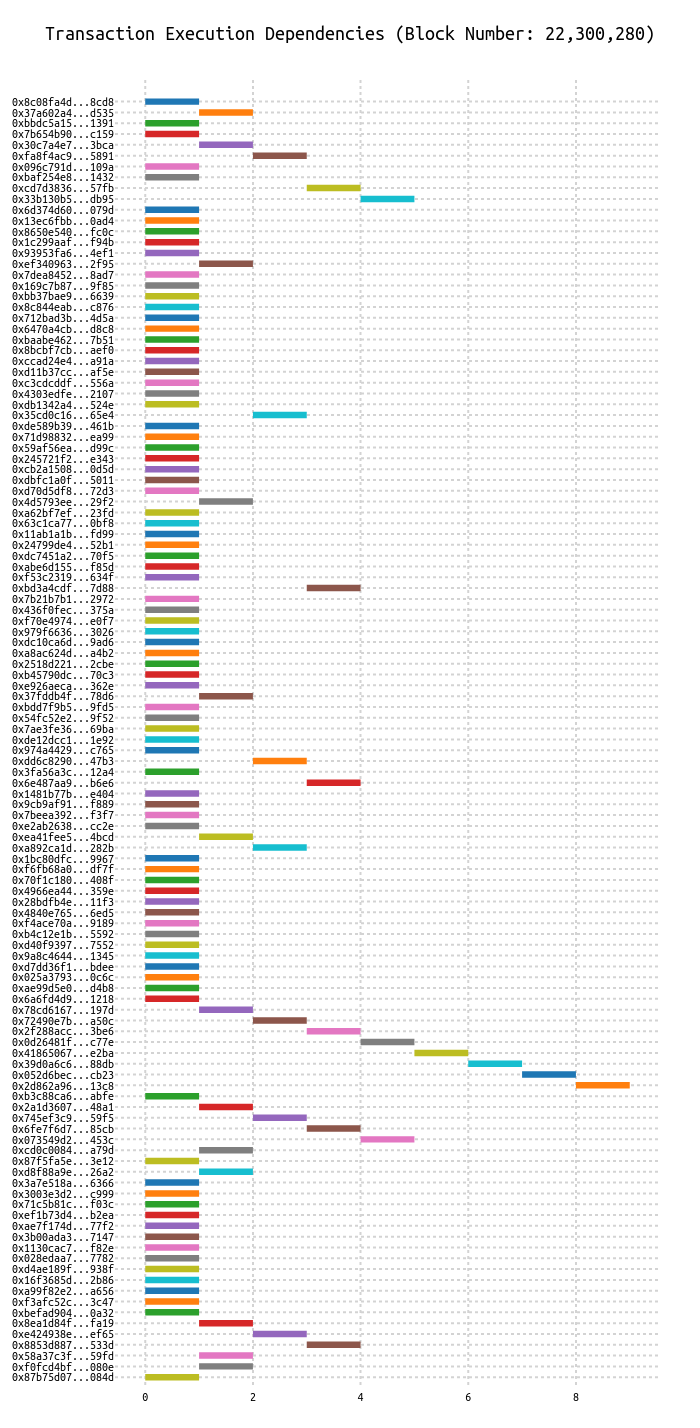 Transaction Execution Dependencies (Block Number: 22,300,280)
0x8c08fa4d...8cd8
0x37a602a4...d535
0xbbdc5a15...1391
0x7b654b90...c159
0x30c7a4e7...3bca
0xfa8f4ac9...5891
0x096c791d...109a
0xbaf254e8...1432
0xcd7d3836...57fb
0x33b130b5...db95
0x6d374d60...079d
0x13ec6fbb...0ad4
0x8650e540...fc0c
0x1c299aaf...f94b
0x93953fa6...4ef1
0xef340963...2f95
0x7dea8452...8ad7
0x169c7b87...9f85
0xbb37bae9...6639
0x8c844eab...c876
0x712bad3b...4d5a
0x6470a4cb...d8c8
0xbaabe462...7b51
0x8bcbf7cb...aef0
0xccad24e4...a91a
0xd11b37cc...af5e
0xc3cdcddf...556a
0x4303edfe...2107
0xdb1342a4...524e
0x35cd0c16...65e4
0xde589b39...461b
0x71d98832...ea99
0x59af56ea...d99c
0x245721f2...e343
0xcb2a1508...0d5d
0xdbfc1a0f...5011
0xd70d5df8...72d3
0x4d5793ee...29f2
0xa62bf7ef...23fd
0x63c1ca77...0bf8
0x11ab1a1b...fd99
0x24799de4...52b1
0xdc7451a2...70f5
0xabe6d155...f85d
0xf53c2319...634f
0xbd3a4cdf...7d88
0x7b21b7b1...2972
0x436f0fec...375a
0xf70e4974...e0f7
0x979f6636...3026
0xdc10ca6d...9ad6
0xa8ac624d...a4b2
0x2518d221...2cbe
0xb45790dc...70c3
0xe926aeca...362e
0x37fddb4f...78d6
0xbdd7f9b5...9fd5
0x54fc52e2...9f52
0x7ae3fe36...69ba
0xde12dcc1...1e92
0x974a4429...c765
0xdd6c8290...47b3
0x3fa56a3c...12a4
0x6e487aa9...b6e6
0x1481b77b...e404
0x9cb9af91...f889
0x7beea392...f3f7
0xe2ab2638...cc2e
0xea41fee5...4bcd
0xa892ca1d...282b
0x1bc80dfc...9967
0xf6fb68a0...df7f
0x70f1c180...408f
0x4966ea44...359e
0x28bdfb4e...11f3
0x4840e765...6ed5
0xf4ace70a...9189
0xb4c12e1b...5592
0xd40f9397...7552
0x9a8c4644...1345
0xd7dd36f1...bdee
0x025a3793...0c6c
0xae99d5e0...d4b8
0x6a6fd4d9...1218
0x78cd6167...197d
0x72490e7b...a50c
0x2f288acc...3be6
0x0d26481f...c77e
0x41865067...e2ba
0x39d0a6c6...88db
0x052d6bec...cb23
0x2d862a96...13c8
0xb3c88ca6...abfe
0x2a1d3607...48a1
0x745ef3c9...59f5
0x6fe7f6d7...85cb
0x073549d2...453c
0xcd0c0084...a79d
0x87f5fa5e...3e12
0xd8f88a9e...26a2
0x3a7e518a...6366
0x3003e3d2...c999
0x71c5b81c...f03c
0xef1b73d4...b2ea
0xae7f174d...77f2
0x3b00ada3...7147
0x1130cac7...f82e
0x028edaa7...7782
0xd4ae189f...938f
0x16f3685d...2b86
0xa99f82e2...a656
0xf3afc52c...3c47
0xbefad904...0a32
0x8ea1d84f...fa19
0xe424938e...ef65
0x8853d887...533d
0x58a37c3f...59fd
0xf0fcd4bf...080e
0x87b75d07...084d
0 2 4 6 8